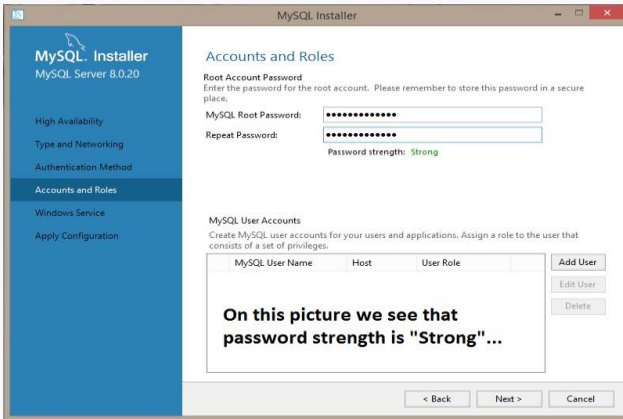 MySQL Installer
MySQL. Installer
MySQL Server 8.0.20
High Availability
Type and Networking
Authentication Method
Accounts and Roles
Windows Service
Apply Configuration
Accounts and Roles
Root Account Password
Enter the password for the root account. Please remember to store this password in a secure
place.
MySQL Root Password: •••••••••••••
Repeat Password: •••••••••••••
Password strength: Strong
MySQL User Accounts
Create MySQL user accounts for your users and applications. Assign a role to the user that
consists of a set of privileges.
MySQL User Name Host User Role
Add User
Edit User
Delete
On this picture we see that
password strength is "Strong"...
< Back Next > Cancel